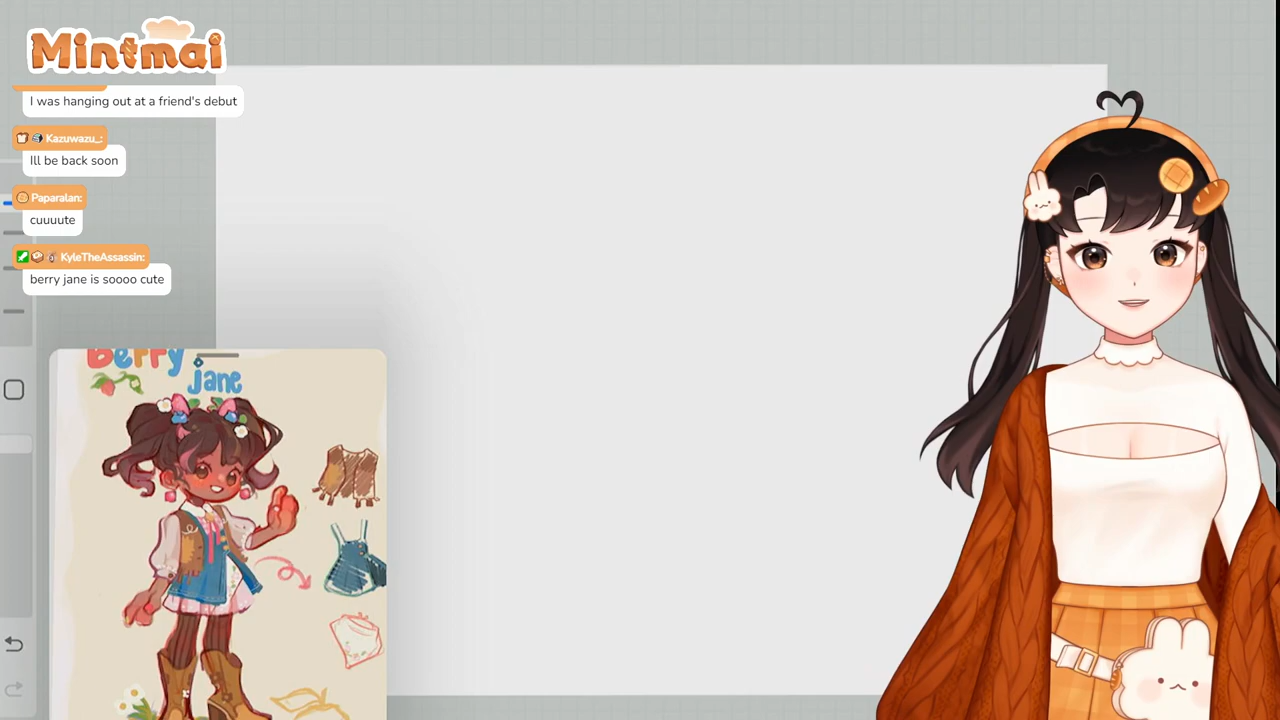 Mintmai
I was hanging out at a friend's debut
Kazuwazu_:
Ill be back soon
Paparalan:
cuuuute
KyleTheAssassin:
berry jane is soooo cute
Berry
jane